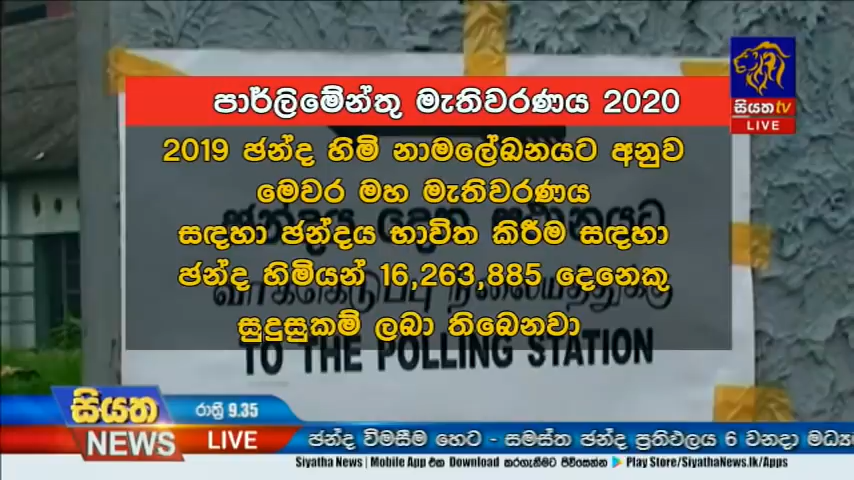 පාර්ලිමේන්තු මැතිවරණය 2020
සියත tv
LIVE
2019 ඡන්ද හිමි නාමලේඛනයට අනුව
මෙවර මහ මැතිවරණය
සඳහා ඡන්දය භාවිත කිරීම සඳහා
ඡන්ද හිමියන් 16,263,885 දෙනෙකු
සුදුසුකම් ලබා තිබෙනවා
வாக்கெடுப்பு நிலையத்துக்கு
TO THE POLLING STATION
සියත
NEWS
රාත්‍රී 9.35
LIVE
ඡන්ද විමසීම හෙට - සමස්ත ඡන්ද ප්‍රතිඵලය 6 වනදා
Siyatha News | Mobile App එක Download කරගැනීමට පිවිසෙන්න Play Store/SiyathaNews.lk/Apps